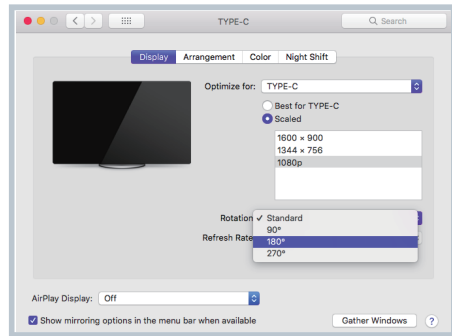 TYPE-C
Search
Display Arrangement Color Night Shift
Optimize for: TYPE-C
Best for TYPE-C
Scaled
1600 × 900
1344 × 756
1080p
Rotation ✓ Standard
90°
Refresh Rate 180°
270°
AirPlay Display: Off
Show mirroring options in the menu bar when available Gather Windows ?